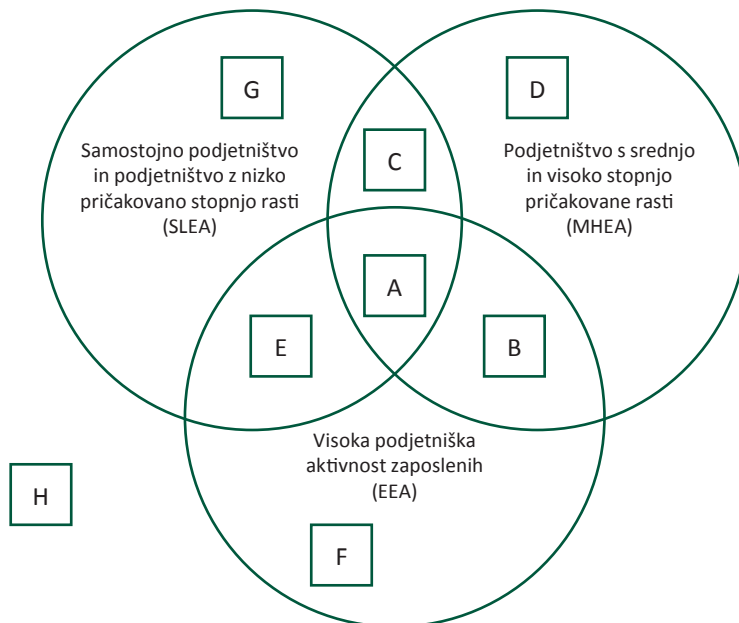 G
D
Samostojno podjetništvo
in podjetništvo z nizko
pričakovano stopnjo rasti
(SLEA)
C
Podjetništvo s srednjo
in visoko stopnjo
pričakovane rasti
(MHEA)
A
E
B
Visoka podjetniška
aktivnost zaposlenih
(EEA)
H
F